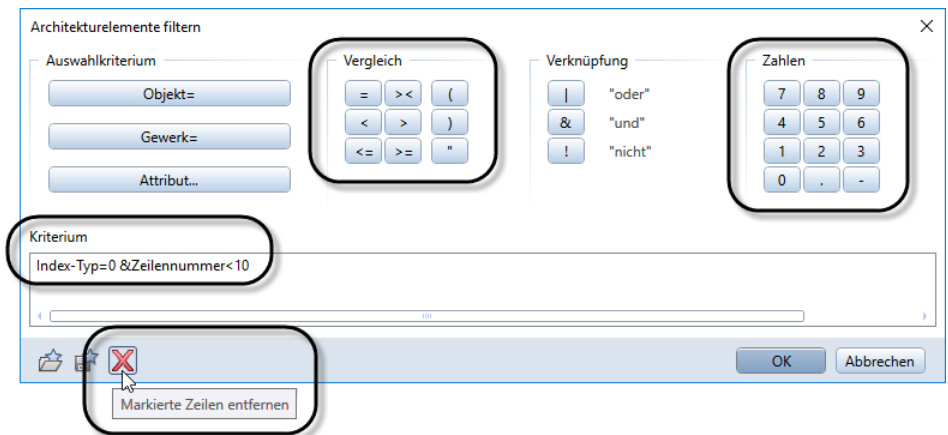 Architekturelemente filtern
Auswahlkriterium Vergleich Verknüpfung Zahlen
Objekt= = >< ( | "oder" 7 8 9
Gewerk= < > ) & "und" 4 5 6
Attribut... <= >= " ! "nicht" 1 2 3
0 . -
Kriterium
Index-Typ=0 &Zeilennummer<10
OK Abbrechen
Markierte Zeilen entfernen